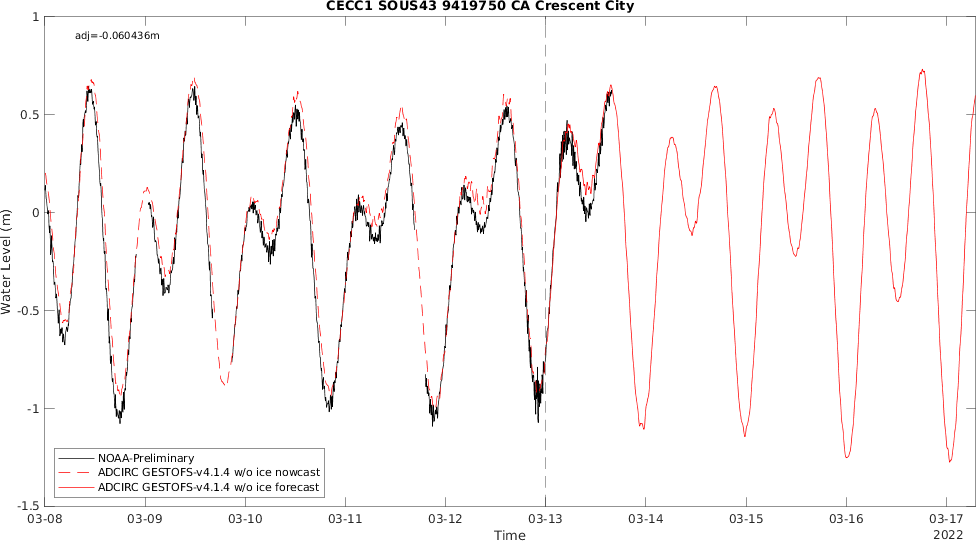 CECC1 SOUS43 9419750 CA Crescent City
adj=-0.060436m
1
0.5
0
-0.5
-1
-1.5
Water Level (m)
NOAA-Preliminary
ADCIRC GESTOFS-v4.1.4 w/o ice nowcast
ADCIRC GESTOFS-v4.1.4 w/o ice forecast
03-08 03-09 03-10 03-11 03-12 03-13 03-14 03-15 03-16 03-17
Time
2022